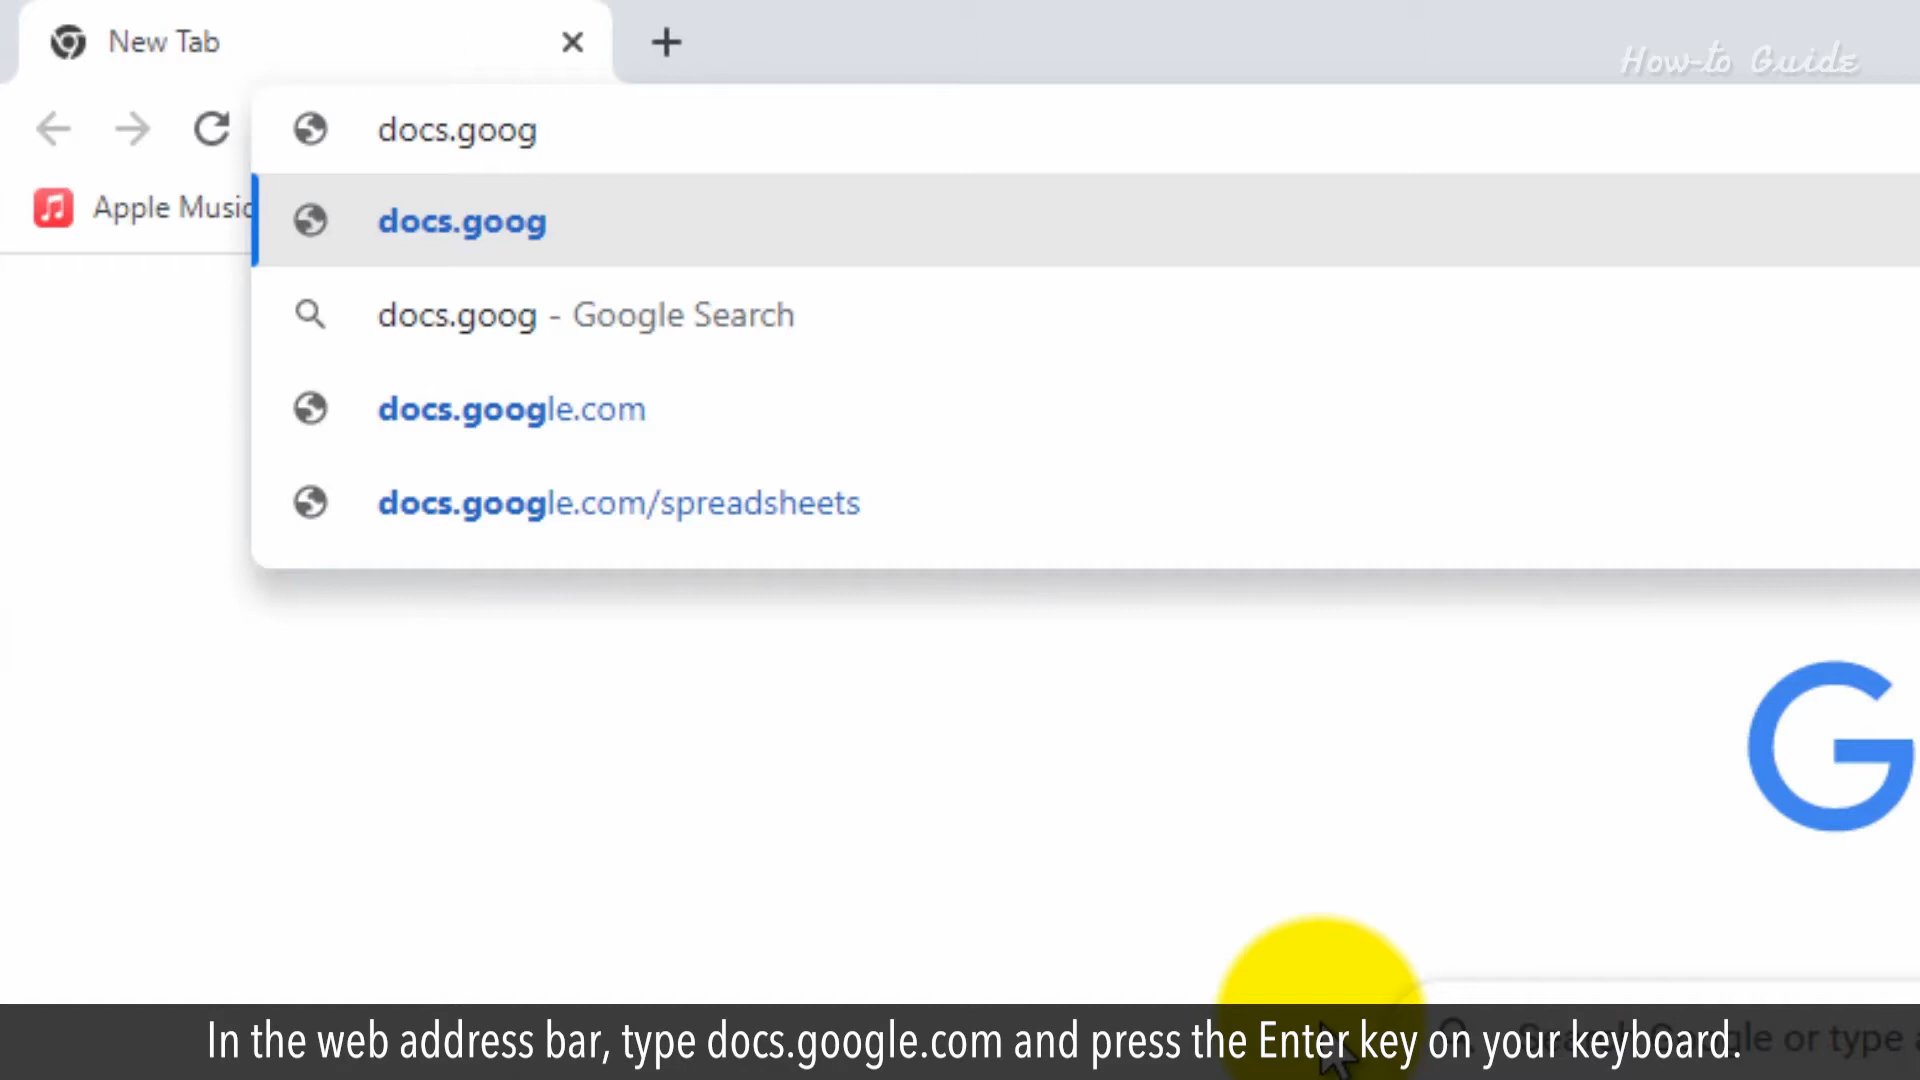 New Tab
How-to Guide
docs.goog
Apple Music
docs.goog
docs.goog - Google Search
docs.google.com
docs.google.com/spreadsheets
G
In the web address bar, type docs.google.com and press the Enter key on your keyboard.